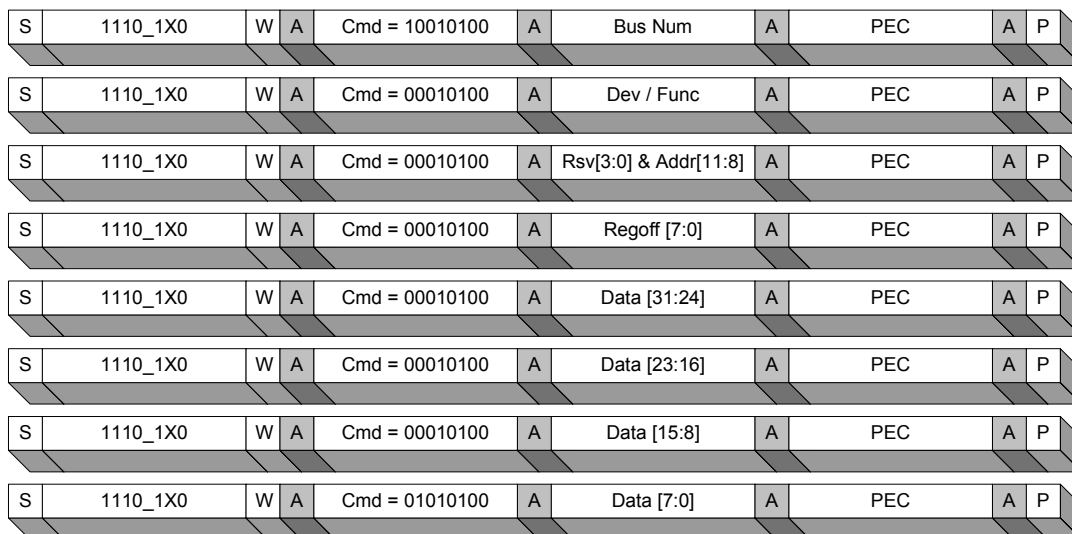 S 1110_1X0 W A Cmd = 10010100 A Bus Num A PEC A P
S 1110_1X0 W A Cmd = 00010100 A Dev / Func A PEC A P
S 1110_1X0 W A Cmd = 00010100 A Rsv[3:0] & Addr[11:8] A PEC A P
S 1110_1X0 W A Cmd = 00010100 A Regoff [7:0] A PEC A P
S 1110_1X0 W A Cmd = 00010100 A Data [31:24] A PEC A P
S 1110_1X0 W A Cmd = 00010100 A Data [23:16] A PEC A P
S 1110_1X0 W A Cmd = 00010100 A Data [15:8] A PEC A P
S 1110_1X0 W A Cmd = 01010100 A Data [7:0] A PEC A P